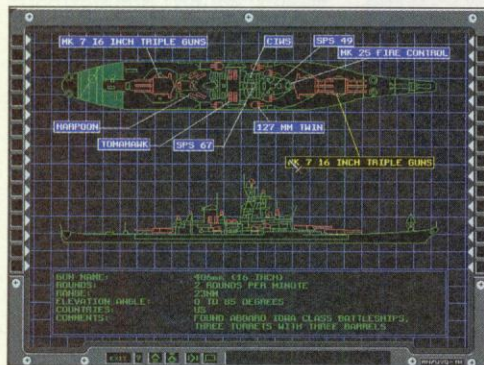 MK 7 16 INCH TRIPLE GUNS
CIWS
SPS 49
MK 25 FIRE CONTROL
HARPOON
TOMAHAWK
SPS 67
127 MM TWIN
MK 7 16 INCH TRIPLE GUNS
GUN NAME: 406mm (16 INCH)
ROUNDS: 2 ROUNDS PER MINUTE
RANGE: 23NM
ELEVATION ANGLE: 0 TO 85 DEGREES
COUNTRIES: US
COMMENTS: FOUND ABOARD IOWA CLASS BATTLESHIPS,
THREE TURRETS WITH THREE BARRELS
EXIT